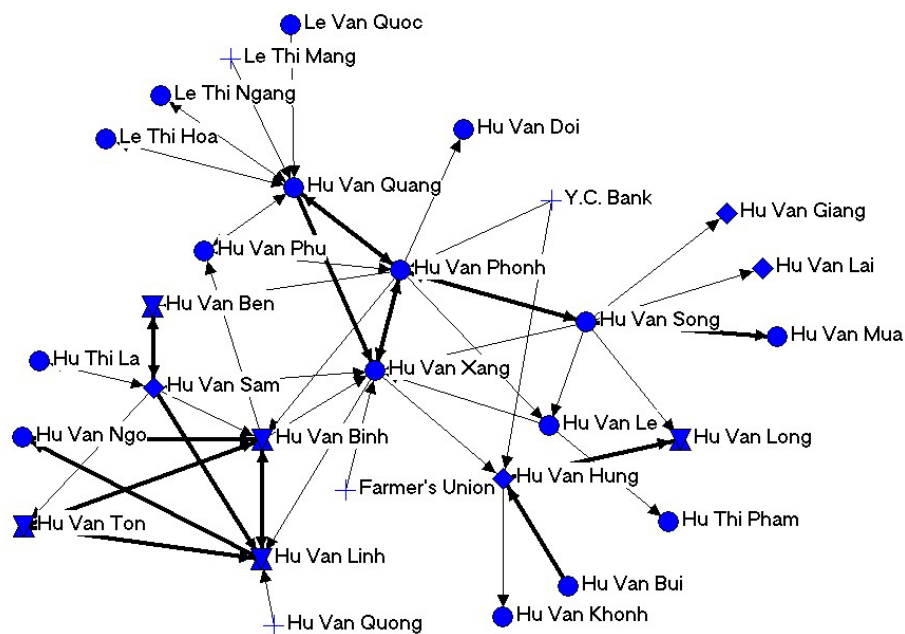 Le Van Quoc
Le Thi Mang
Le Thi Ngang
Le Thi Hoa
Hu Van Doi
Hu Van Quang
Y.C. Bank
Hu Van Giang
Hu Van Phu
Hu Van Phonh
Hu Van Lai
Hu Van Ben
Hu Van Song
Hu Van Mua
Hu Thi La
Hu Van Xang
Hu Van Sam
Hu Van Le
Hu Van Ngo
Hu Van Binh
Hu Van Long
Hu Van Hung
Farmer's Union
Hu Van Ton
Hu Thi Pham
Hu Van Linh
Hu Van Bui
Hu Van Khonh
Hu Van Quong